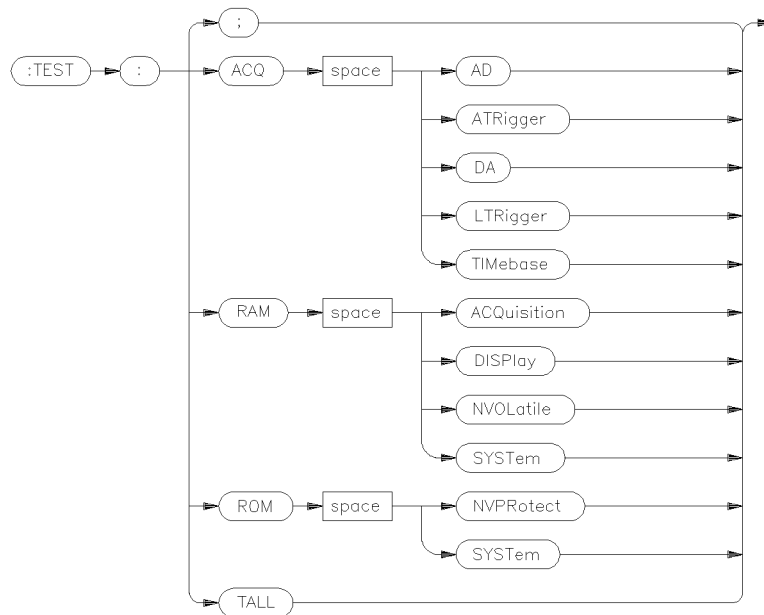 ;
:TEST : ACQ space AD
ATRigger
DA
LTRigger
TIMebase
RAM space ACQuisition
DISPlay
NVOLatile
SYSTem
ROM space NVPRotect
SYSTem
TALL